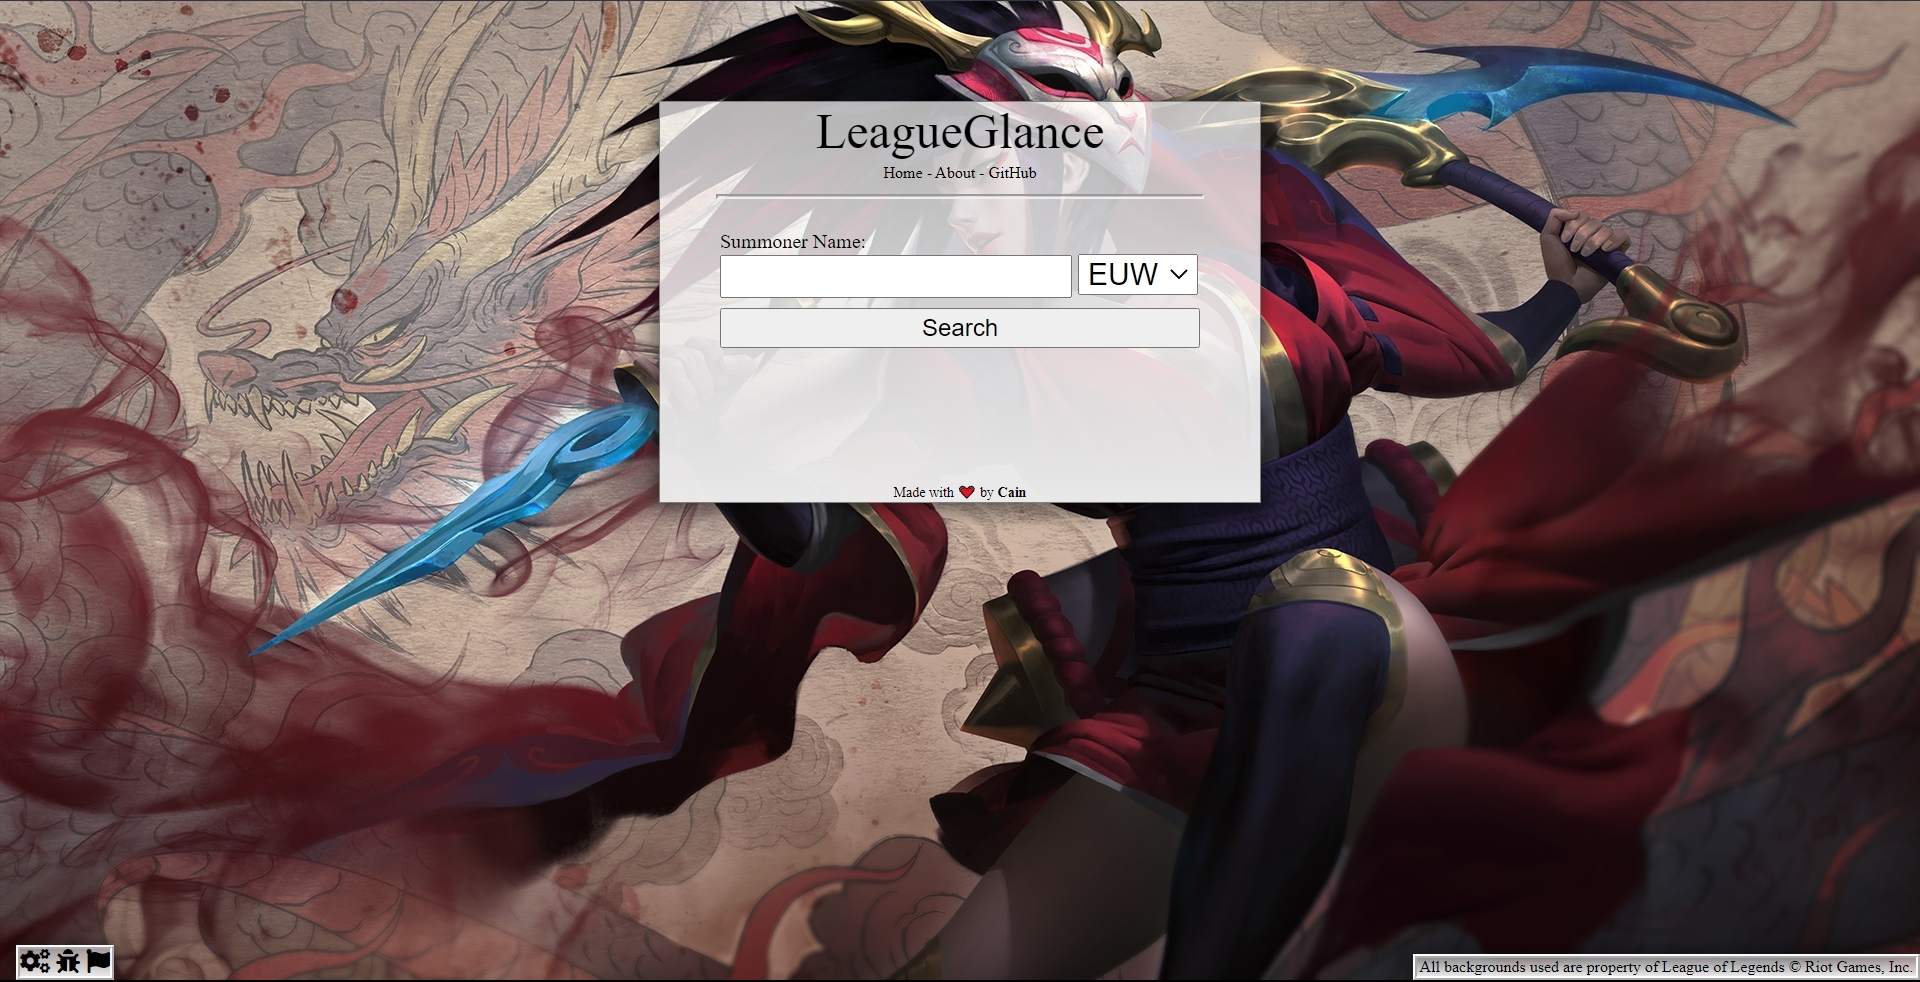 LeagueGlance
Home - About - GitHub
Summoner Name:
EUW
Search
Made with ❤ by Cain
All backgrounds used are property of League of Legends © Riot Games, Inc.